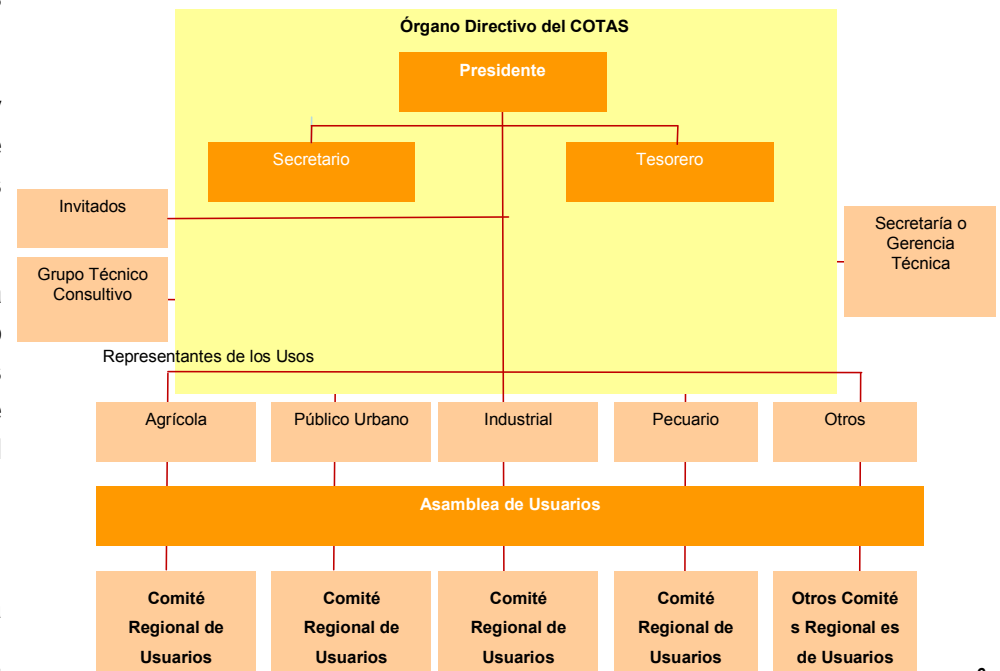 Órgano Directivo del COTAS
Presidente
Secretario
Tesorero
Invitados
Secretaría o
Gerencia
Técnica
Grupo Técnico
Consultivo
Representantes de los Usos
Agrícola
Público Urbano
Industrial
Pecuario
Otros
Asamblea de Usuarios
Comité
Regional de
Usuarios
Comité
Regional de
Usuarios
Comité
Regional de
Usuarios
Comité
Regional de
Usuarios
Otros Comité
s Regional es
de Usuarios